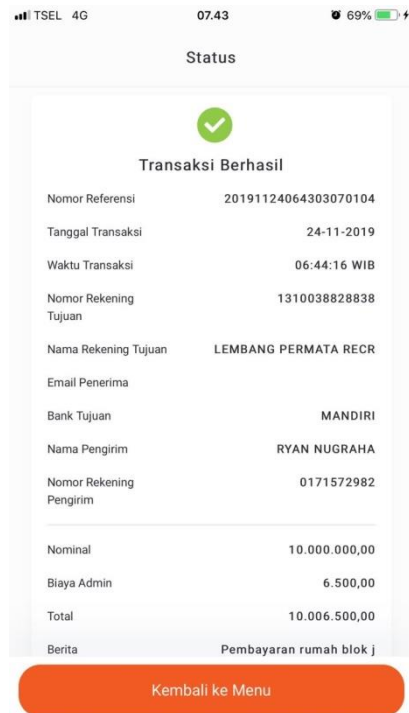 TSEL 4G 07.43 69%
Status
Transaksi Berhasil
Nomor Referensi 20191124064303070104
Tanggal Transaksi 24-11-2019
Waktu Transaksi 06:44:16 WIB
Nomor Rekening 1310038828838
Tujuan
Nama Rekening Tujuan LEMBANG PERMATA RECR
Email Penerima
Bank Tujuan MANDIRI
Nama Pengirim RYAN NUGRAHA
Nomor Rekening 0171572982
Pengirim
Nominal 10.000.000,00
Biaya Admin 6.500,00
Total 10.006.500,00
Berita Pembayaran rumah blok j
Kembali ke Menu